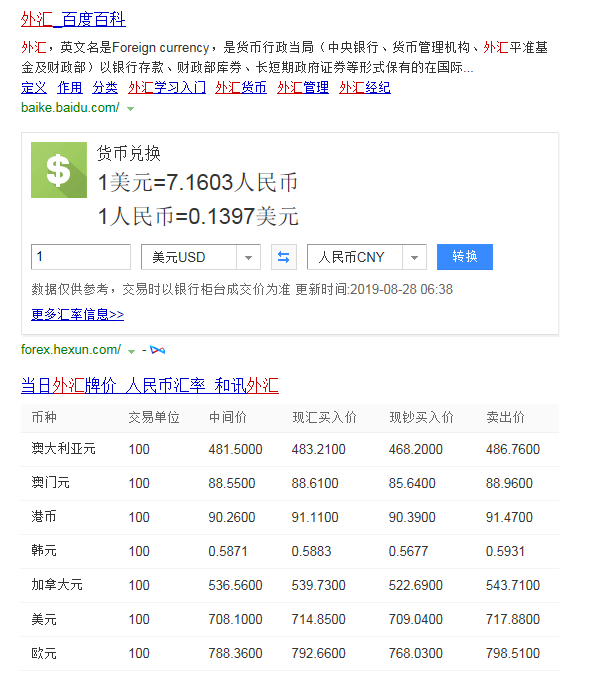 外汇_百度百科
外汇，英文名是Foreign currency，是货币行政当局（中央银行、货币管理机构、外汇平准基
金及财政部）以银行存款、财政部库券、长短期政府证券等形式保有的在国际...
定义 作用 分类 外汇学习入门 外汇货币 外汇管理 外汇经纪
baike.baidu.com/
货币兑换
$
1美元=7.1603人民币
1人民币=0.1397美元
1 美元USD 人民币CNY 转换
数据仅供参考，交易时以银行柜台成交价为准 更新时间:2019-08-28 06:38
更多汇率信息>>
forex.hexun.com/ -
当日外汇牌价_人民币汇率_和讯外汇
币种 交易单位 中间价 现汇买入价 现钞买入价 卖出价
澳大利亚元 100 481.5000 483.2100 468.2000 486.7600
澳门元 100 88.5500 88.6100 85.6400 88.9600
港币 100 90.2600 91.1100 90.3900 91.4700
韩元 100 0.5871 0.5883 0.5677 0.5931
加拿大元 100 536.5600 539.7300 522.6900 543.7100
美元 100 708.1000 714.8500 709.0400 717.8800
欧元 100 788.3600 792.6600 768.0300 798.5100